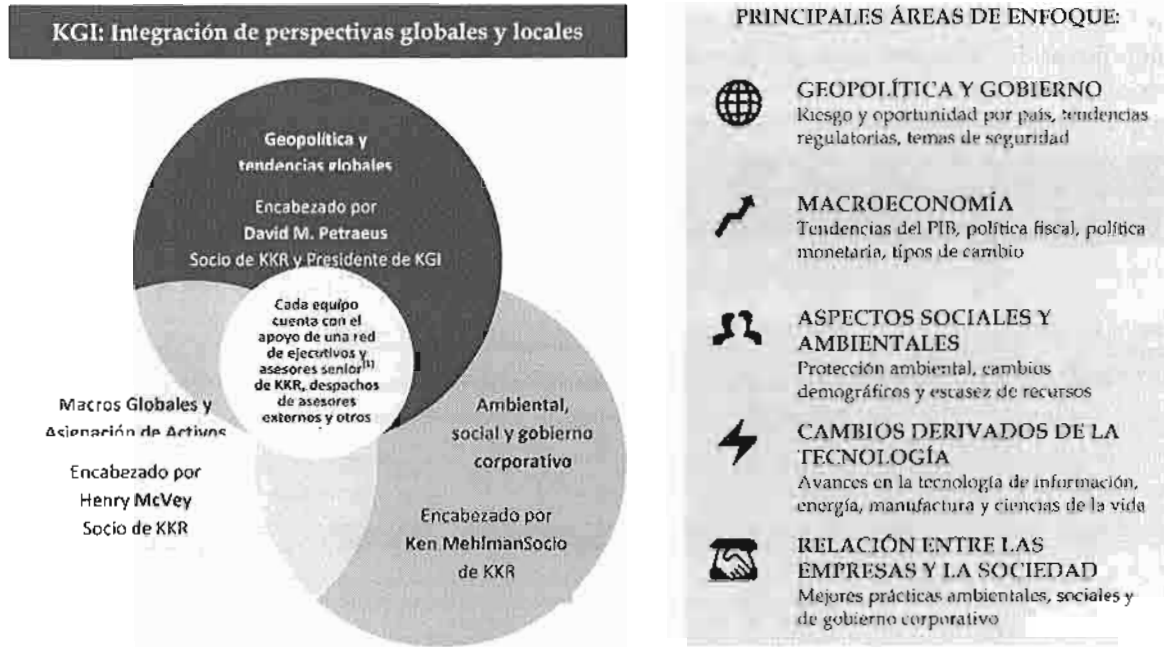 KGI: Integración de perspectivas globales y locales
Geopolítica y
tendencias globales
Encabezado por
David M. Petraeus
Socio de KKR y Presidente de KGI
Cada equipo
cuenta con el
apoyo de una red
de ejecutivos y
asesores senior[1]
de KKR, despachos
de asesores
externos y otros
Macros Globales y
Asignación de Activos
Encabezado por
Henry McVey
Socio de KKR
Ambiental,
social y gobierno
corporativo
Encabezado por
Ken MehlmanSocio
de KKR
PRINCIPALES ÁREAS DE ENFOQUE:
GEOPOLÍTICA Y GOBIERNO
Riesgo y oportunidad por país, tendencias
regulatorias, temas de seguridad
MACROECONOMÍA
Tendencias del PIB, política fiscal, política
monetaria, tipos de cambio
ASPECTOS SOCIALES Y
AMBIENTALES
Protección ambiental, cambios
demográficos y escasez de recursos
CAMBIOS DERIVADOS DE LA
TECNOLOGÍA
Avances en la tecnología de información,
energía, manufactura y ciencias de la vida
RELACIÓN ENTRE LAS
EMPRESAS Y LA SOCIEDAD
Mejores prácticas ambientales, sociales y
de gobierno corporativo